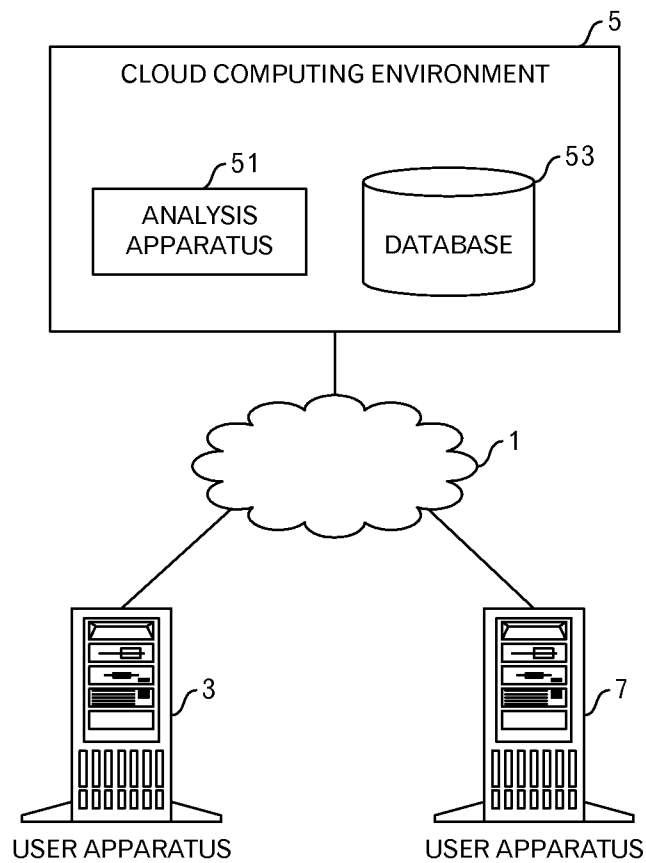 5
CLOUD COMPUTING ENVIRONMENT
51
53
ANALYSIS
APPARATUS
DATABASE
1
3
7
USER APPARATUS
USER APPARATUS